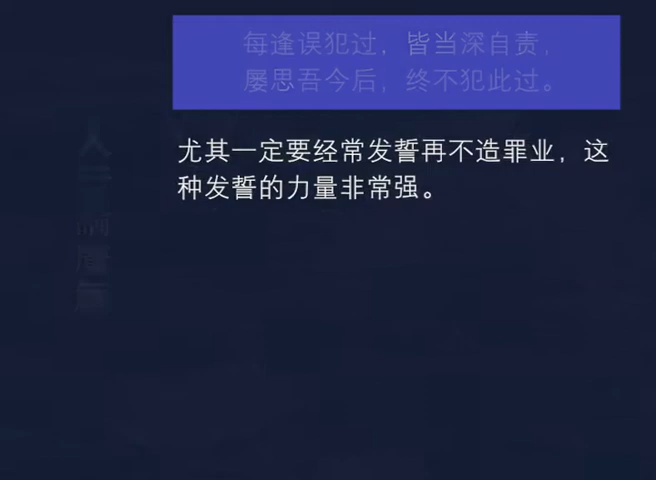 每逢误犯过，皆当深自责，
屡思吾今后，终不犯此过。
尤其一定要经常发誓再不造罪业，这
种发誓的力量非常强。